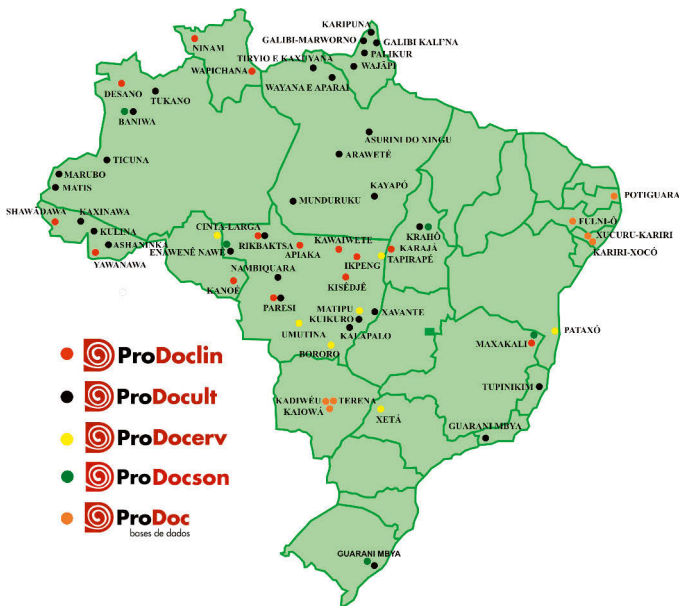 KARIPUNA
GALIBI-MARWORNO
GALIBI KALI'NA
NINAM
PALIKUR
TIRYIO E KAXUYANA
WAJÃPI
WAPICHANA
WAYANA E APARAI
DESANO
TUKANO
BANIWA
ASURINI DO XINGU
ARAWETÉ
TICUNA
MARUBO
MATIS
KAYAPÓ
MUNDURUKU
POTIGUARA
SHAWÃDAWA
KAXINAWA
KULINA
ASHANINKA
YAWANAWA
CINTA-LARGA
RIKBAKTSA
ENAWENÊ NAWÊ
KAWAIWETE
APIAKA
IKPENG
KRAHÔ
KARAJÁ
TAPIRAPÉ
FULNI-Ô
XUCURU-KARIRI
KARIRI-XOCÓ
NAMBIQUARA
KANOÉ
KISÊDJÊ
PARESI
MATIPU
XAVANTE
KUIKURO
UMUTINA
KALAPALO
BORORO
PATAXÓ
MAXAKALI
TUPINIKIM
KADIWÉU
TERENA
KAIOWÁ
XETÁ
GUARANI MBYA
GUARANI MBYA
ProDoclin
ProDocult
ProDocerv
ProDocson
ProDoc
bases de dados